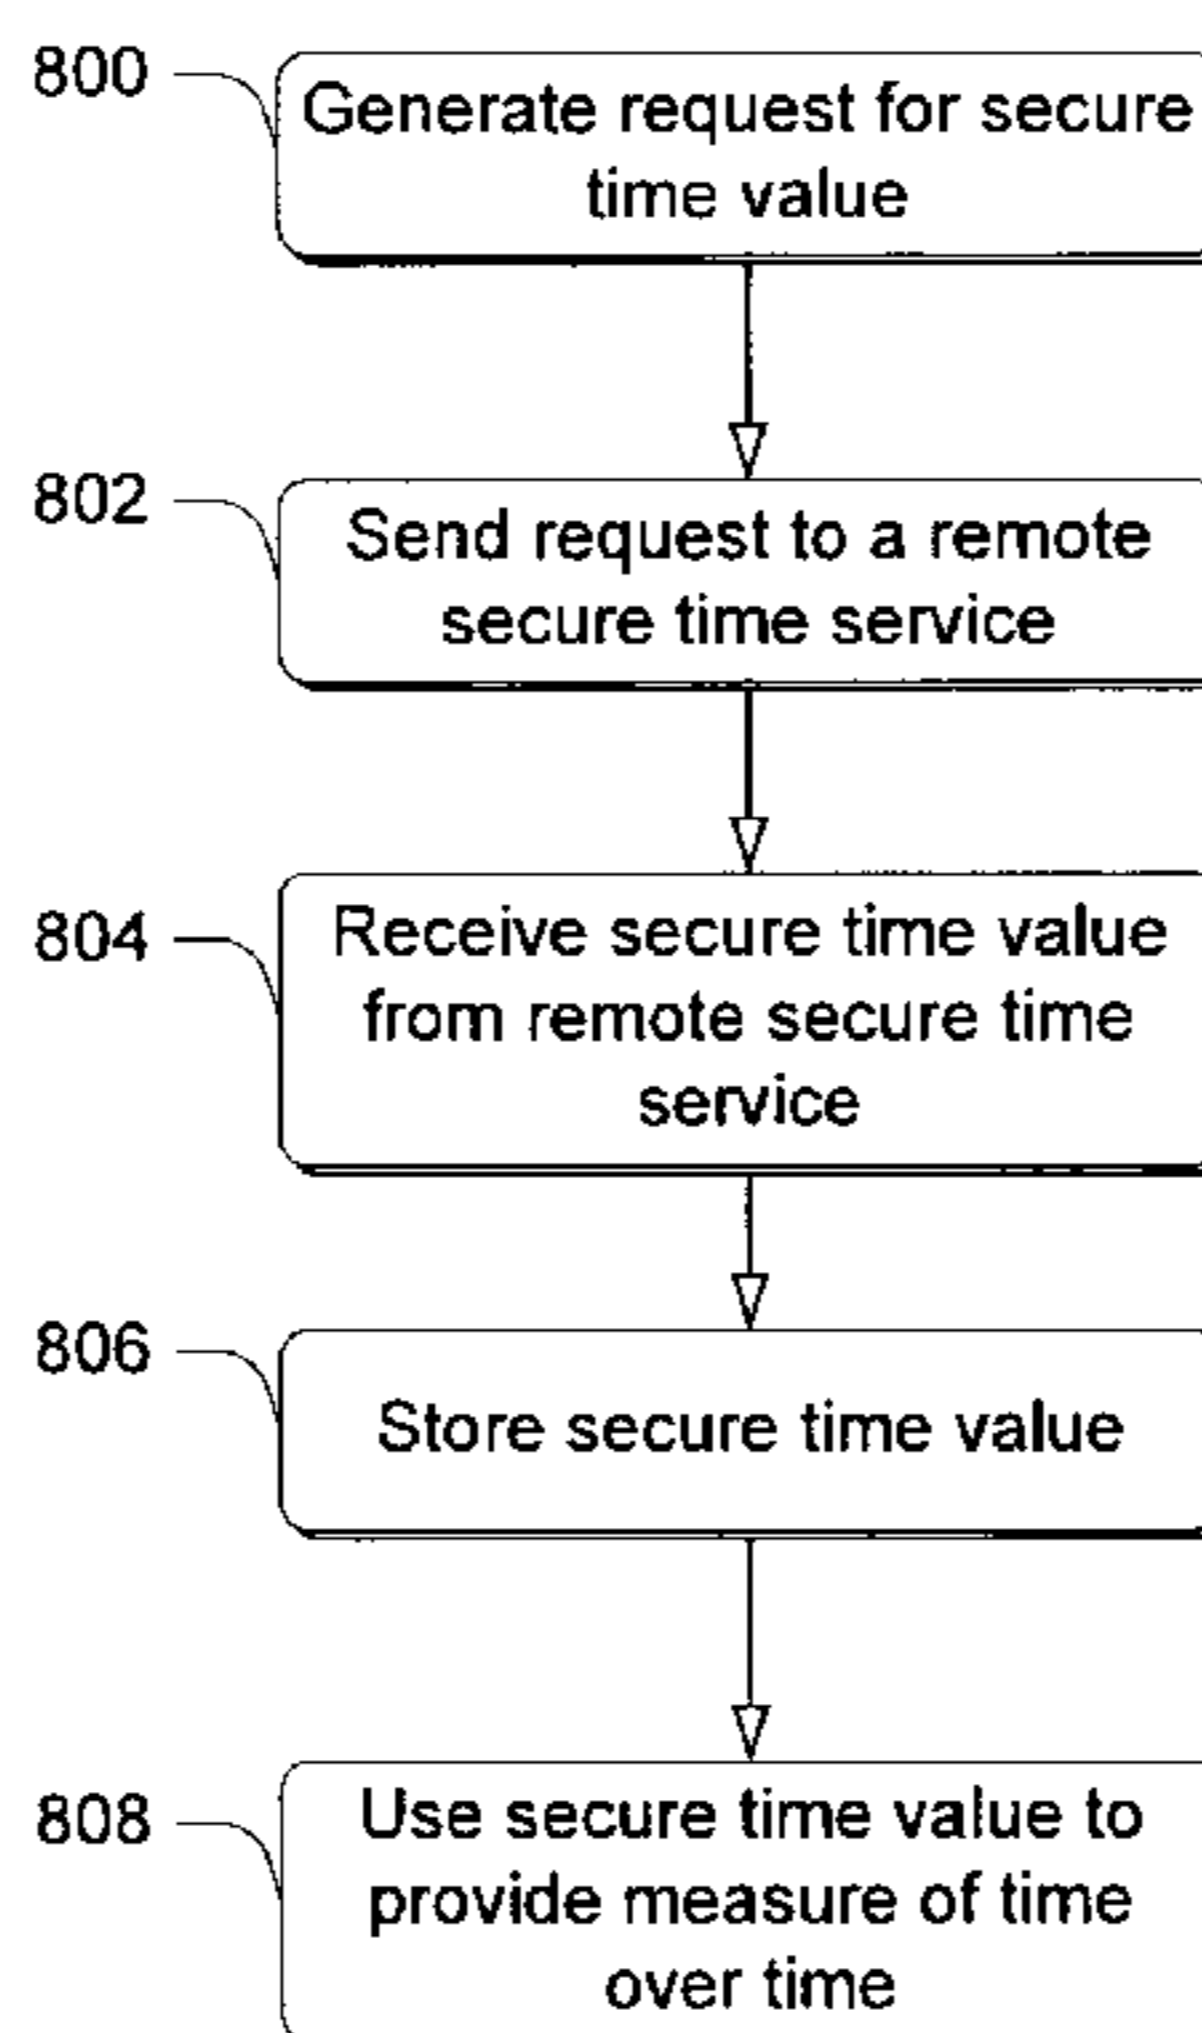 800
Generate request for secure
time value
802
Send request to a remote
secure time service
804
Receive secure time value
from remote secure time
service
806
Store secure time value
808
Use secure time value to
provide measure of time
over time